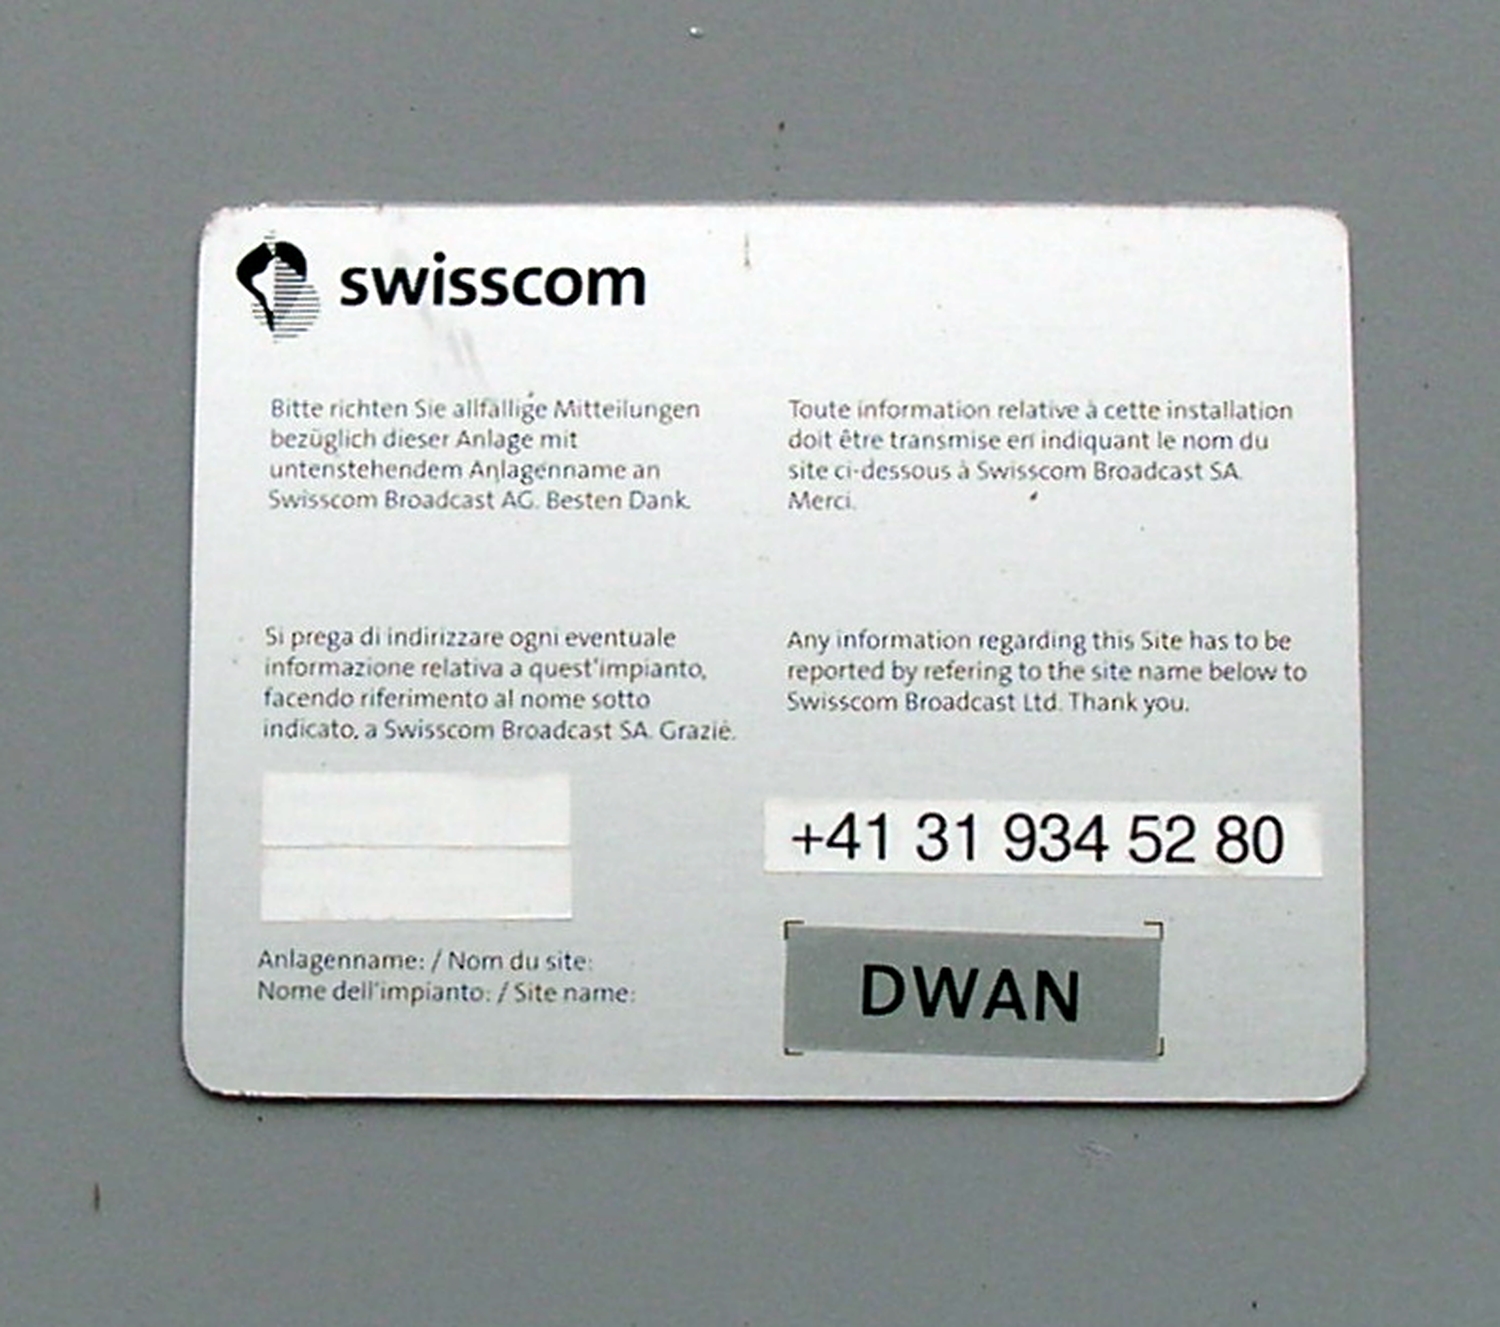 swisscom
Bitte richten Sie allfällige Mitteilungen
bezüglich dieser Anlage mit
untenstehendem Anlagenname an
Swisscom Broadcast AG. Besten Dank.
Toute information relative à cette installation
doit être transmise en indiquant le nom du
site ci-dessous à Swisscom Broadcast SA.
Merci.
Si prega di indirizzare ogni eventuale
informazione relativa a quest'impianto,
facendo riferimento al nome sotto
indicato, a Swisscom Broadcast SA. Grazie.
Any information regarding this Site has to be
reported by refering to the site name below to
Swisscom Broadcast Ltd. Thank you.
+41 31 934 52 80
Anlagenname: / Nom du site:
Nome dell'impianto: / Site name:
DWAN